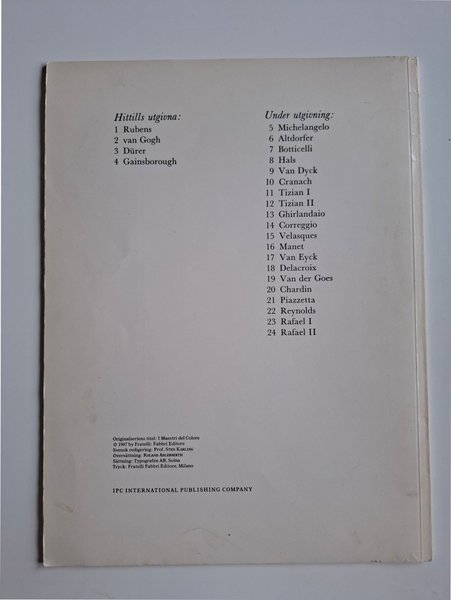 Hittills utgivna:
1 Rubens
2 van Gogh
3 Dürer
4 Gainsborough
Under utgivning:
5 Michelangelo
6 Altdorfer
7 Botticelli
8 Hals
9 Van Dyck
10 Cranach
11 Tizian I
12 Tizian II
13 Ghirlandaio
14 Correggio
15 Velasques
16 Manet
17 Van Eyck
18 Delacroix
19 Van der Goes
20 Chardin
21 Piazzetta
22 Reynolds
23 Rafael I
24 Rafael II
Originalseriens titel: I Maestri del Colore
© 1967 by Fratelli Fabbri Editore
Svensk redigering: Prof. Sten Karling
Översättning: Roland Adlerberth
Sättning: Typografen AB, Solna
Tryck: Fratelli Fabbri Editore, Milano
IPC INTERNATIONAL PUBLISHING COMPANY